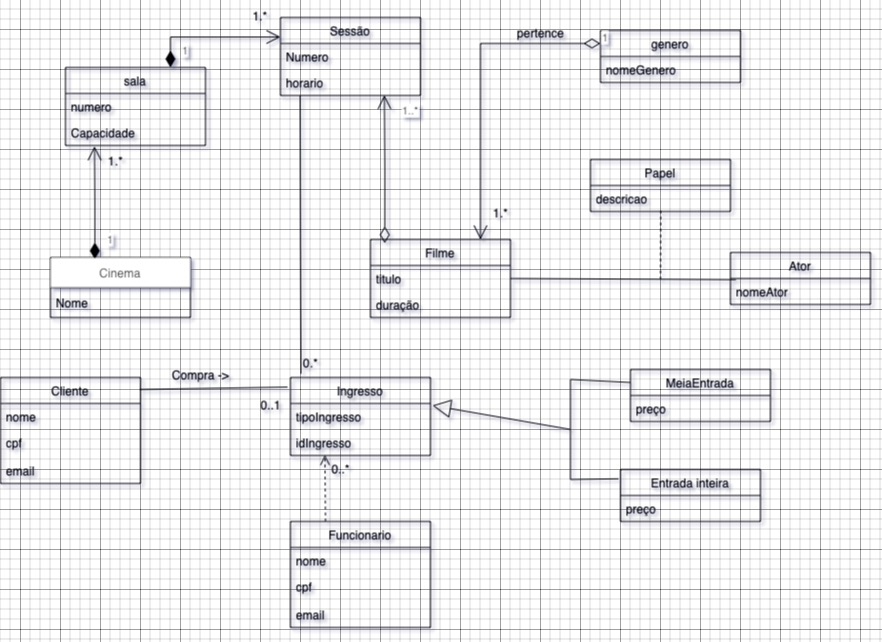 1.*
Sessão
Numero
horario
1
sala
numero
Capacidade
1.*
1
Cinema
Nome
pertence
1
genero
nomeGenero
1..*
1.*
Papel
descricao
Filme
titulo
duração
Ator
nomeAtor
0.*
Compra ->
Cliente
nome
cpf
email
0..1
Ingresso
tipoIngresso
idIngresso
MeiaEntrada
preço
0..*
Entrada inteira
preço
Funcionario
nome
cpf
email